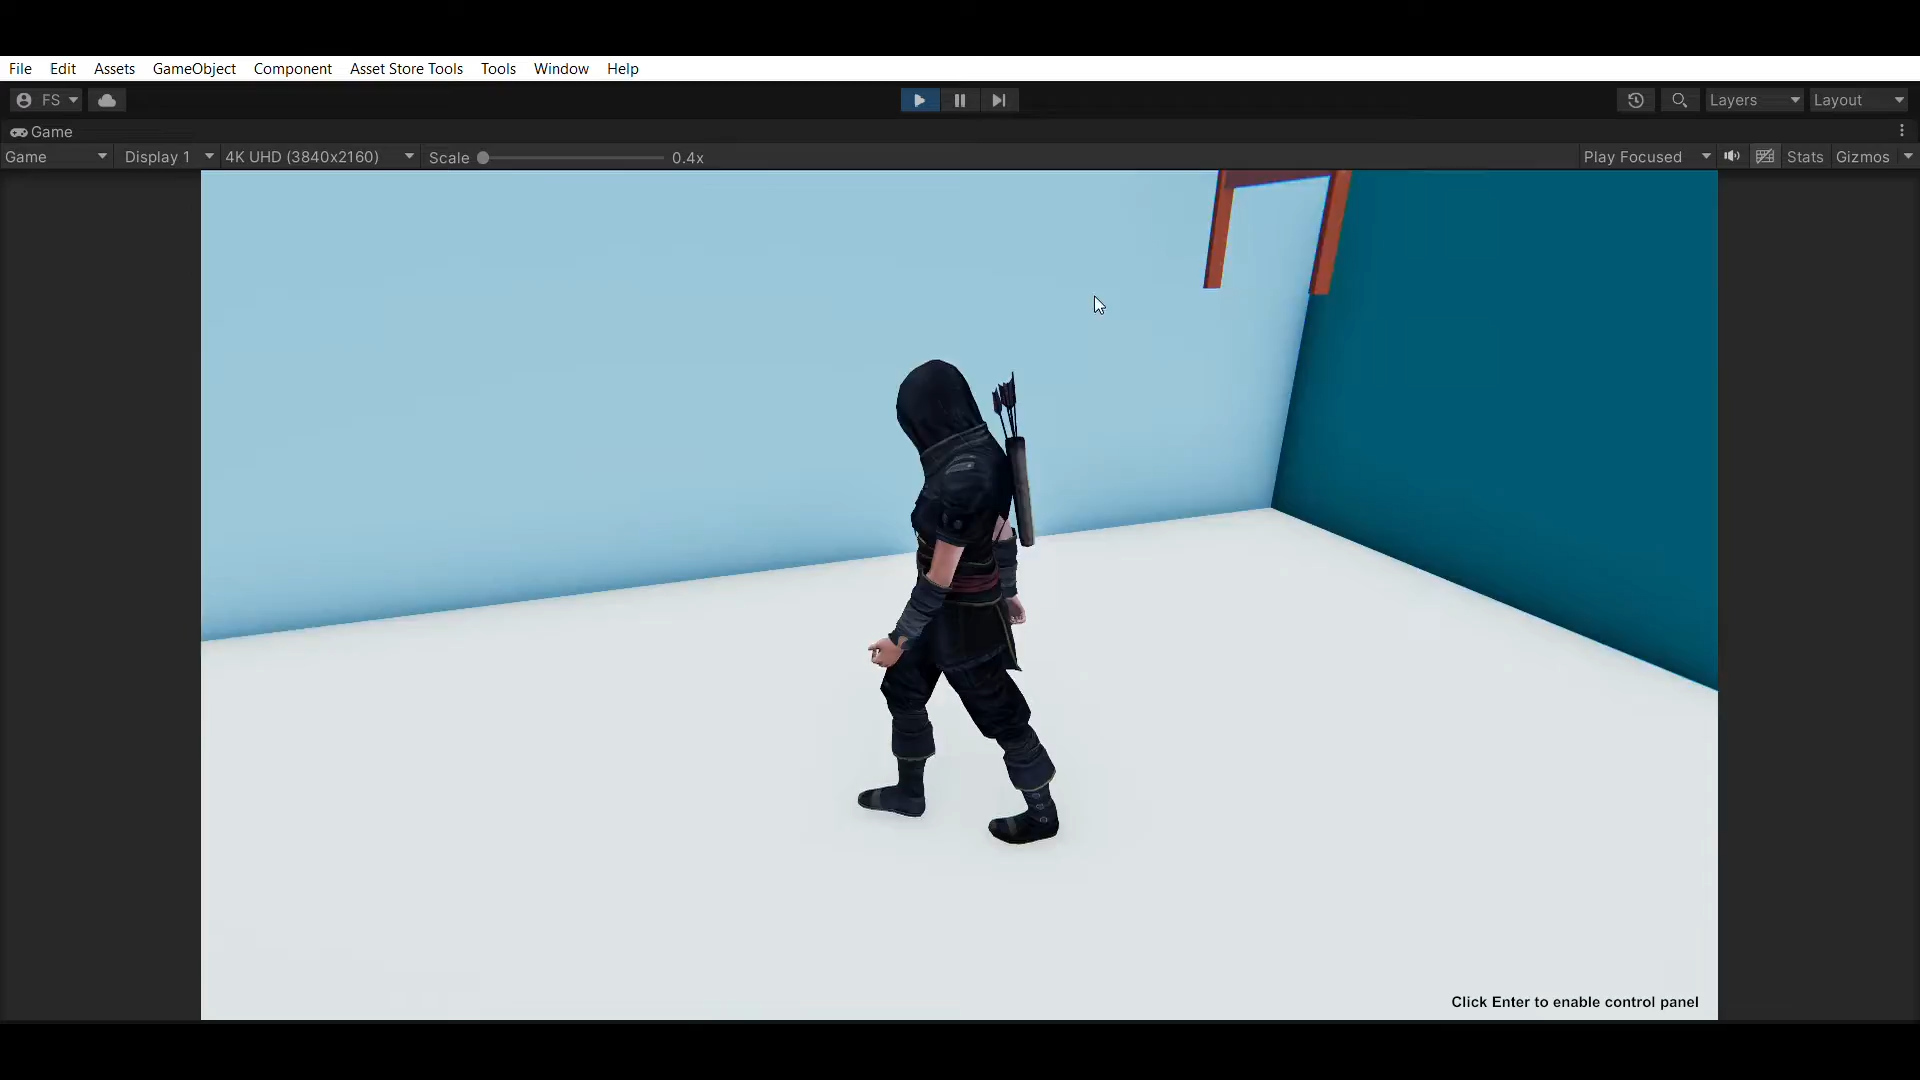 File Edit Assets GameObject Component Asset Store Tools Tools Window Help
FS Layers Layout
Game
Game Display 1 4K UHD (3840x2160) Scale 0.4x Play Focused Stats Gizmos
Click Enter to enable control panel